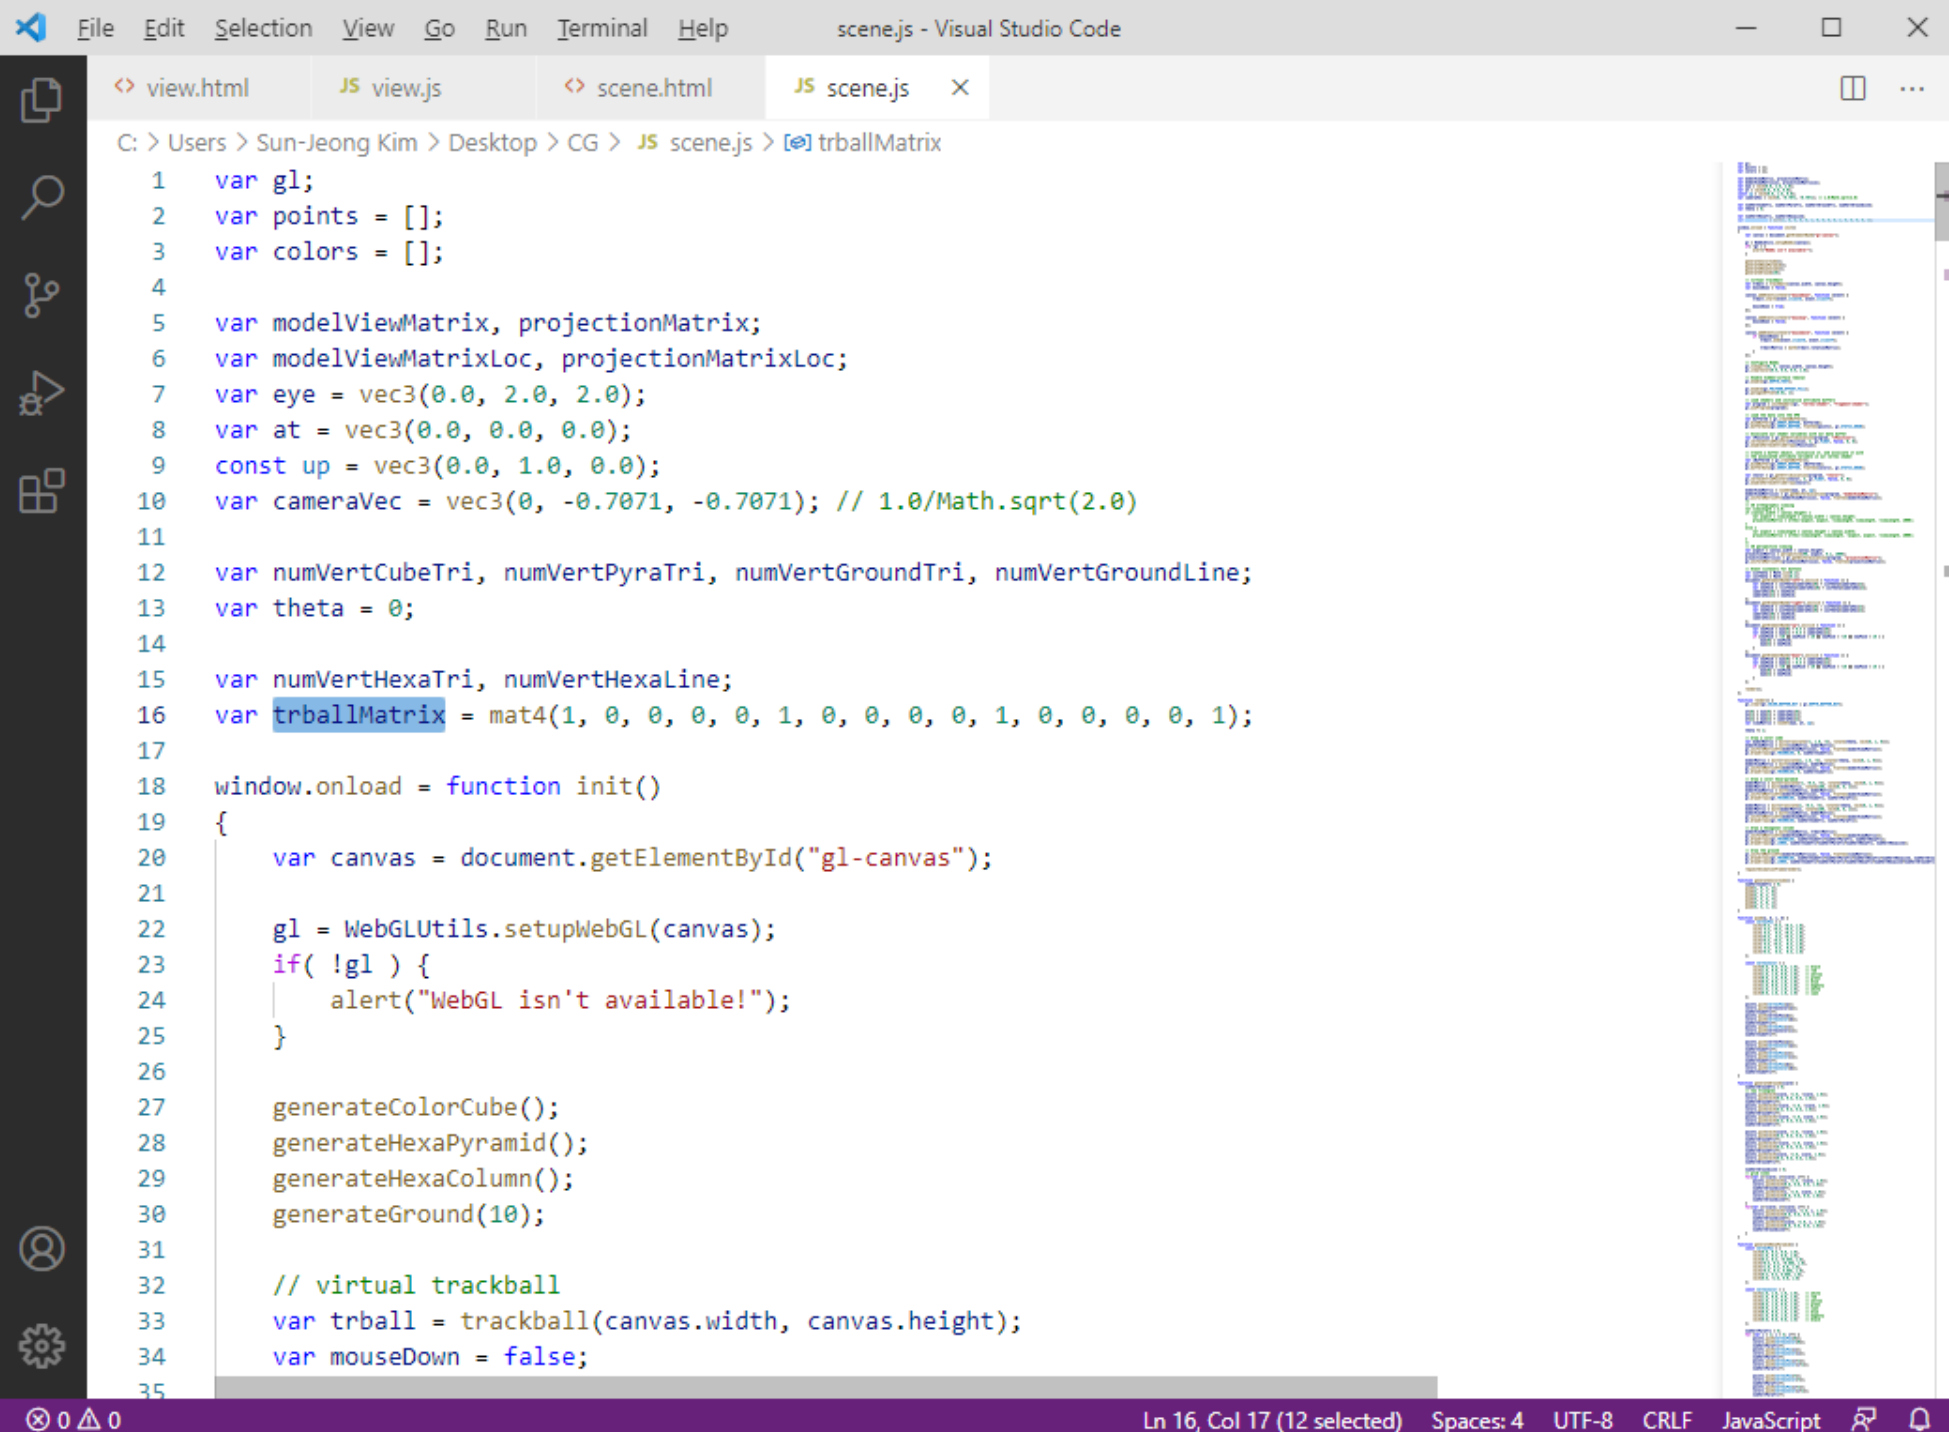 File Edit Selection View Go Run Terminal Help scene.js - Visual Studio Code
<> view.html JS view.js <> scene.html JS scene.js
C: > Users > Sun-Jeong Kim > Desktop > CG > JS scene.js > trballMatrix
1 var gl;
2 var points = [];
3 var colors = [];
4
5 var modelViewMatrix, projectionMatrix;
6 var modelViewMatrixLoc, projectionMatrixLoc;
7 var eye = vec3(0.0, 2.0, 2.0);
8 var at = vec3(0.0, 0.0, 0.0);
9 const up = vec3(0.0, 1.0, 0.0);
10 var cameraVec = vec3(0, -0.7071, -0.7071); // 1.0/Math.sqrt(2.0)
11
12 var numVertCubeTri, numVertPyraTri, numVertGroundTri, numVertGroundLine;
13 var theta = 0;
14
15 var numVertHexaTri, numVertHexaLine;
16 var trballMatrix = mat4(1, 0, 0, 0, 0, 1, 0, 0, 0, 0, 1, 0, 0, 0, 0, 1);
17
18 window.onload = function init()
19 {
20 var canvas = document.getElementById("gl-canvas");
21
22 gl = WebGLUtils.setupWebGL(canvas);
23 if( !gl ) {
24 alert("WebGL isn't available!");
25 }
26
27 generateColorCube();
28 generateHexaPyramid();
29 generateHexaColumn();
30 generateGround(10);
31
32 // virtual trackball
33 var trball = trackball(canvas.width, canvas.height);
34 var mouseDown = false;
35
0 0 Ln 16, Col 17 (12 selected) Spaces: 4 UTF-8 CRLF JavaScript